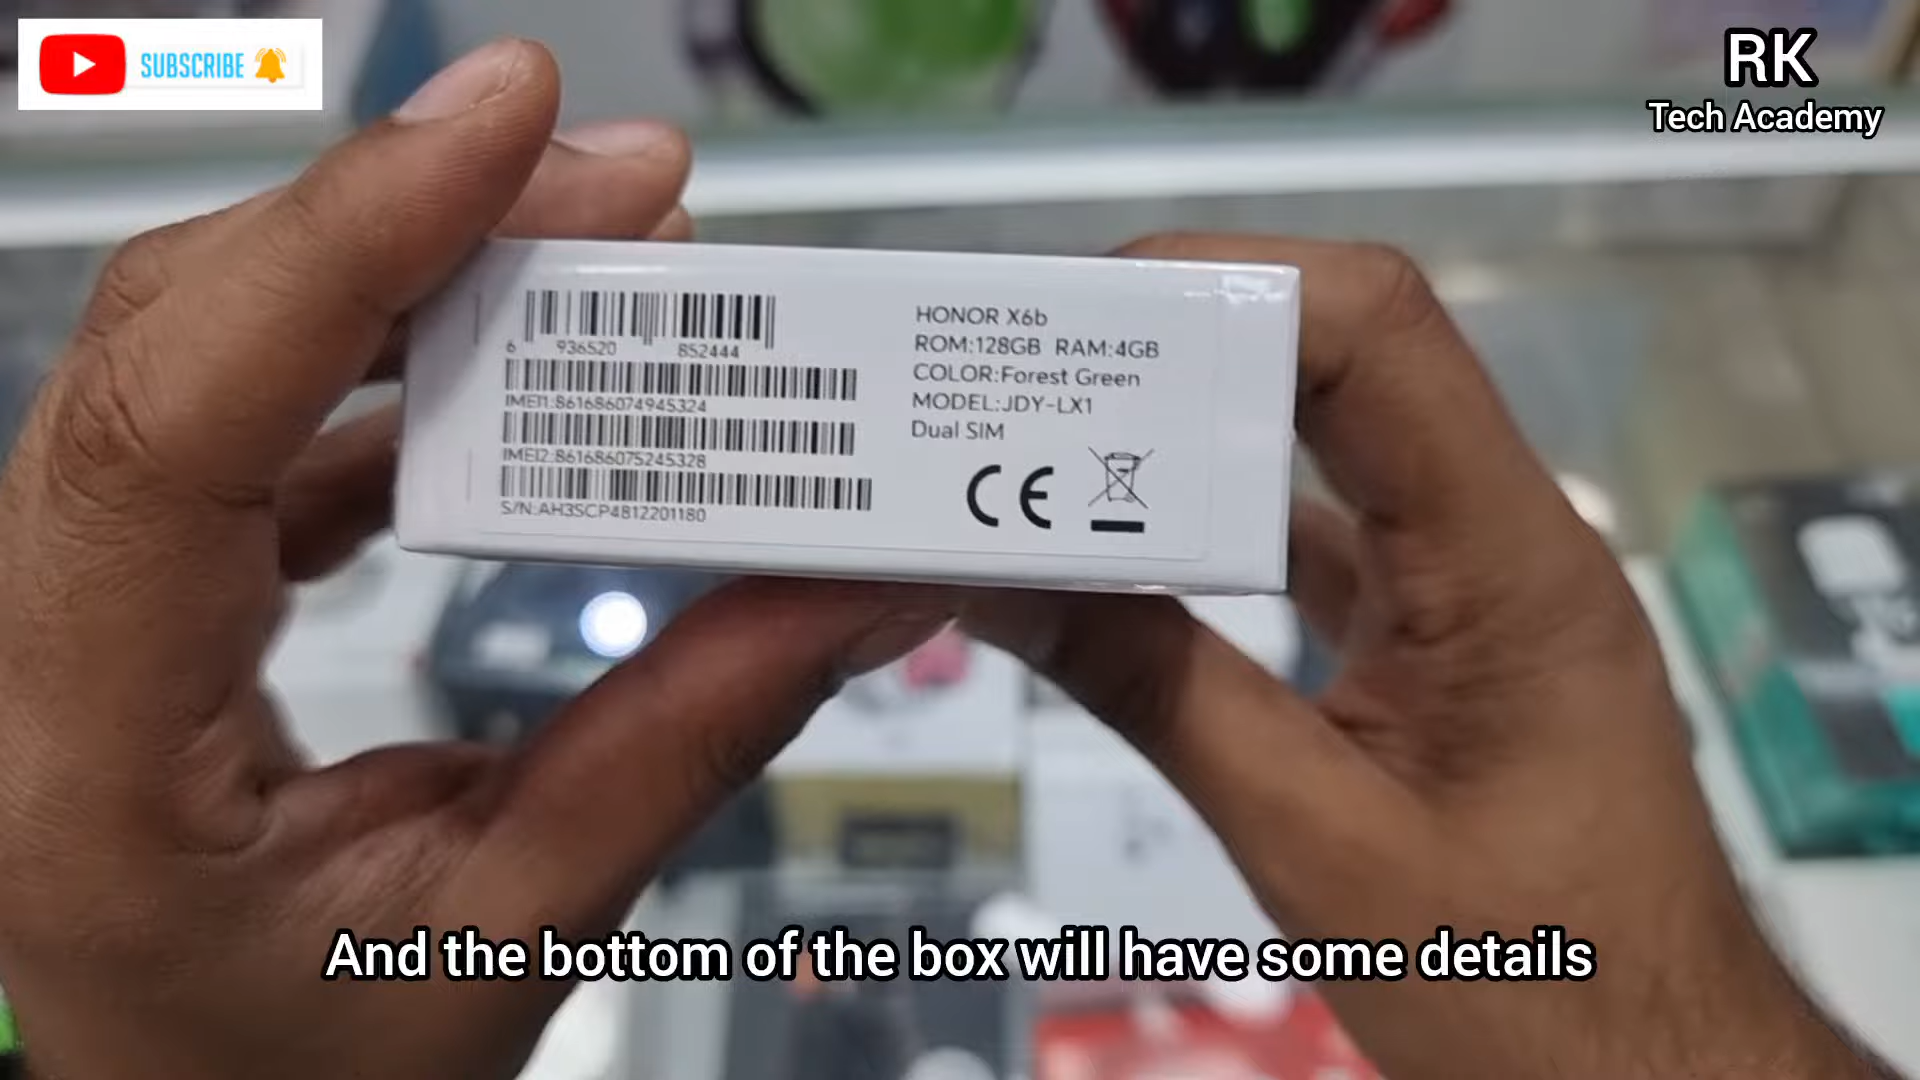 SUBSCRIBE
RK
Tech Academy
6 936520 852444
IMEI1:861686074945324
IMEI2:861686075245328
S/N:AH3SCP4812201180
HONOR X6b
ROM:128GB RAM:4GB
COLOR:Forest Green
MODEL:JDY-LX1
Dual SIM
CE
And the bottom of the box will have some details